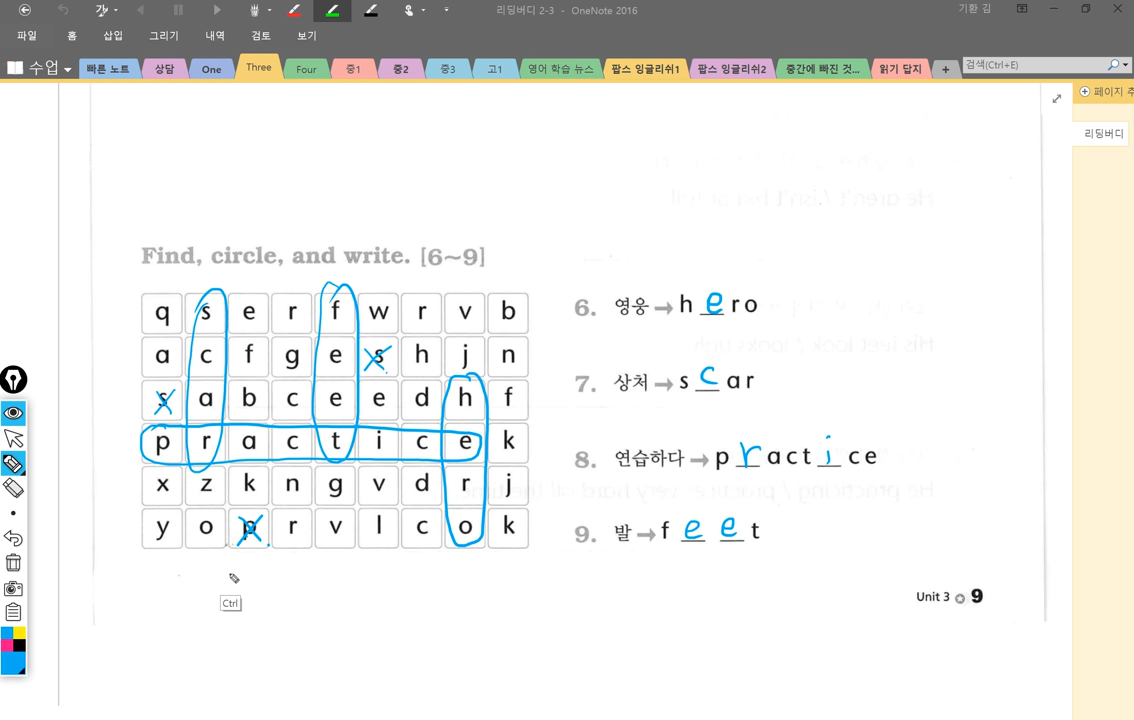 리딩버디 2-3 - OneNote 2016
기환 김
파일 홈 삽입 그리기 내역 검토 보기
수업 빠른 노트 상담 One Three Four 중1 중2 중3 고1 영어 학습 뉴스 팝스 잉글리쉬1 팝스 잉글리쉬2 중간에 빠진 것... 읽기 답지 + 검색(Ctrl+E)
페이지 추
리딩버디
Find, circle, and write. [6~9]
q s e r f w r v b
a c f g e s h j n
s a b c e e d h f
p r a c t i c e k
x z k n g v d r j
y o p r v l c o k
6. 영웅 → h e r o
7. 상처 → s c a r
8. 연습하다 → p r a c t i c e
9. 발 → f e e t
Ctrl
Unit 3 9